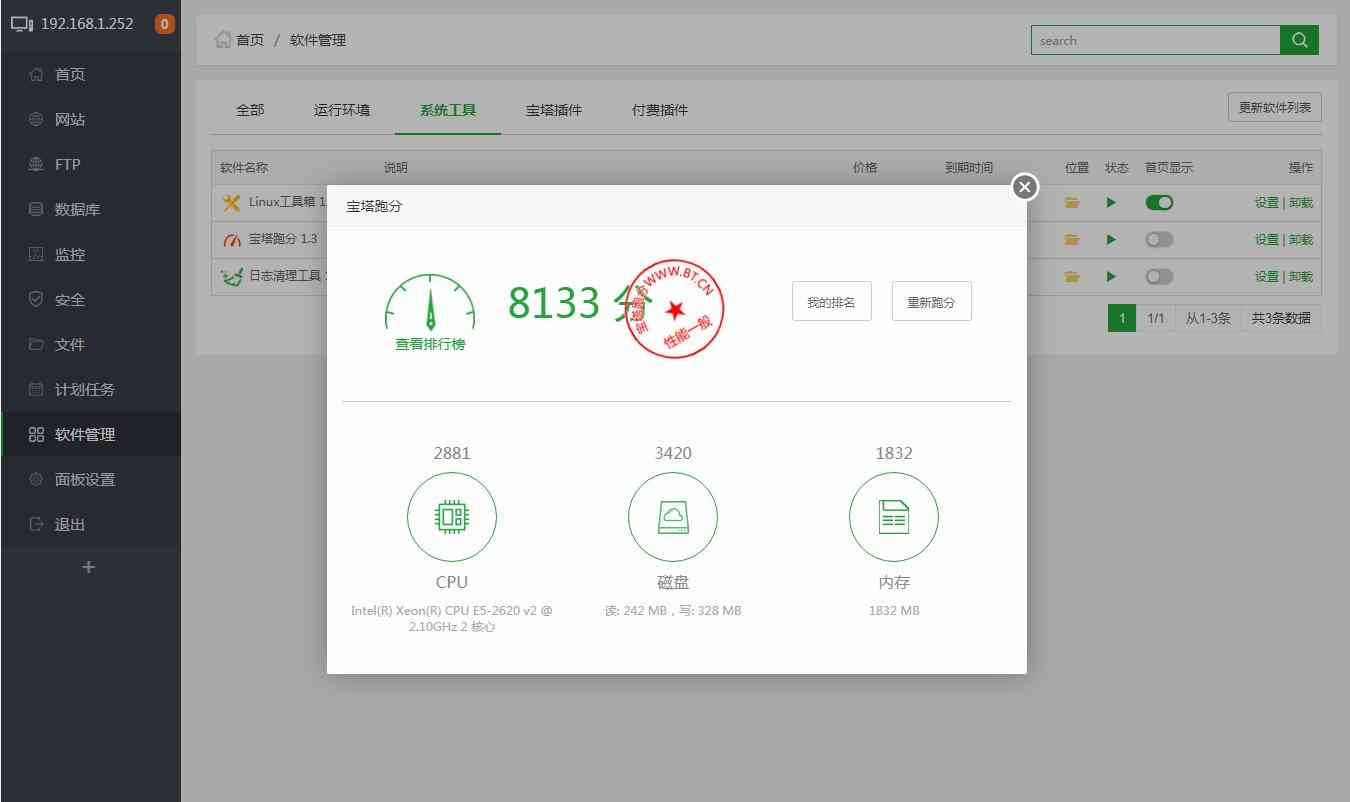 192.168.1.252 0
首页
网站
FTP
数据库
监控
安全
文件
计划任务
软件管理
面板设置
退出
+
首页 / 软件管理
search
全部 运行环境 系统工具 宝塔插件 付费插件
更新软件列表
软件名称 说明 价格 到期时间 位置 状态 首页显示 操作
Linux工具箱 1 设置 | 卸载
宝塔跑分 1.3 设置 | 卸载
日志清理工具 设置 | 卸载
1 1/1 从1-3条 共3条数据
宝塔跑分
查看排行榜
8133 分
宝塔跑分WWW.BT.CN
性能一般
我的排名 重新跑分
2881 3420 1832
CPU 磁盘 内存
Intel(R) Xeon(R) CPU E5-2620 v2 @ 读: 242 MB，写: 328 MB 1832 MB
2.10GHz 2 核心